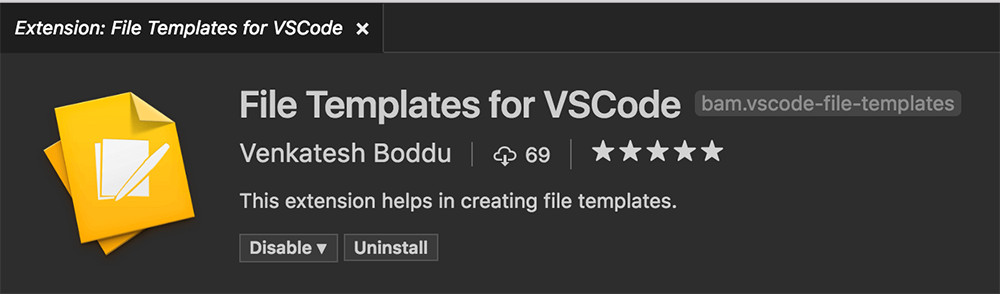 Extension: File Templates for VSCode ×
File Templates for VSCode bam.vscode-file-templates
Venkatesh Boddu 69
This extension helps in creating file templates.
Disable ▾ Uninstall